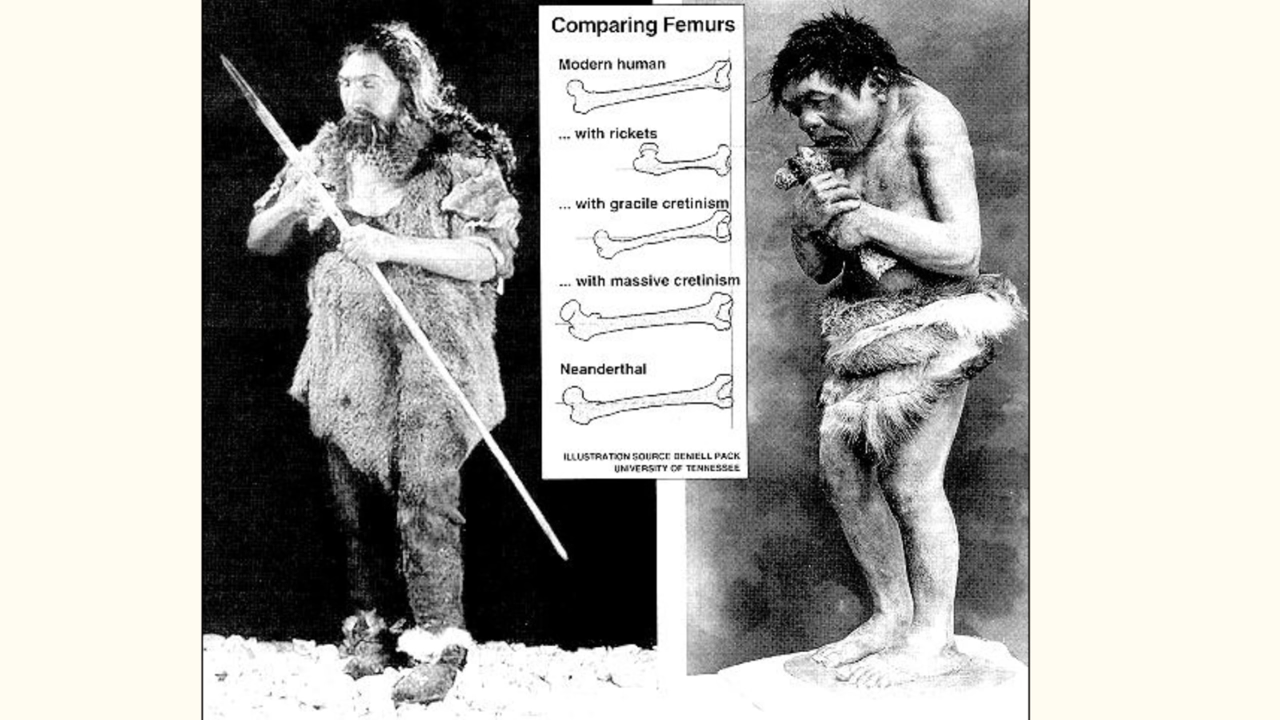 Comparing Femurs
Modern human
... with rickets
... with gracile cretinism
... with massive cretinism
Neanderthal
ILLUSTRATION SOURCE DENIELL PACK
UNIVERSITY OF TENNESSEE